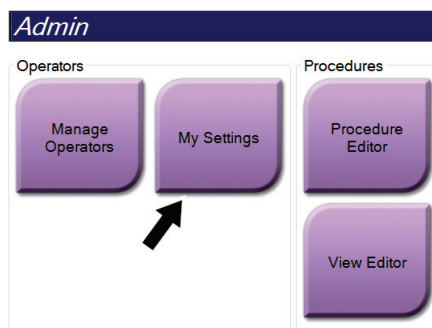 Admin
Operators
Manage
Operators
My Settings
Procedures
Procedure
Editor
View Editor